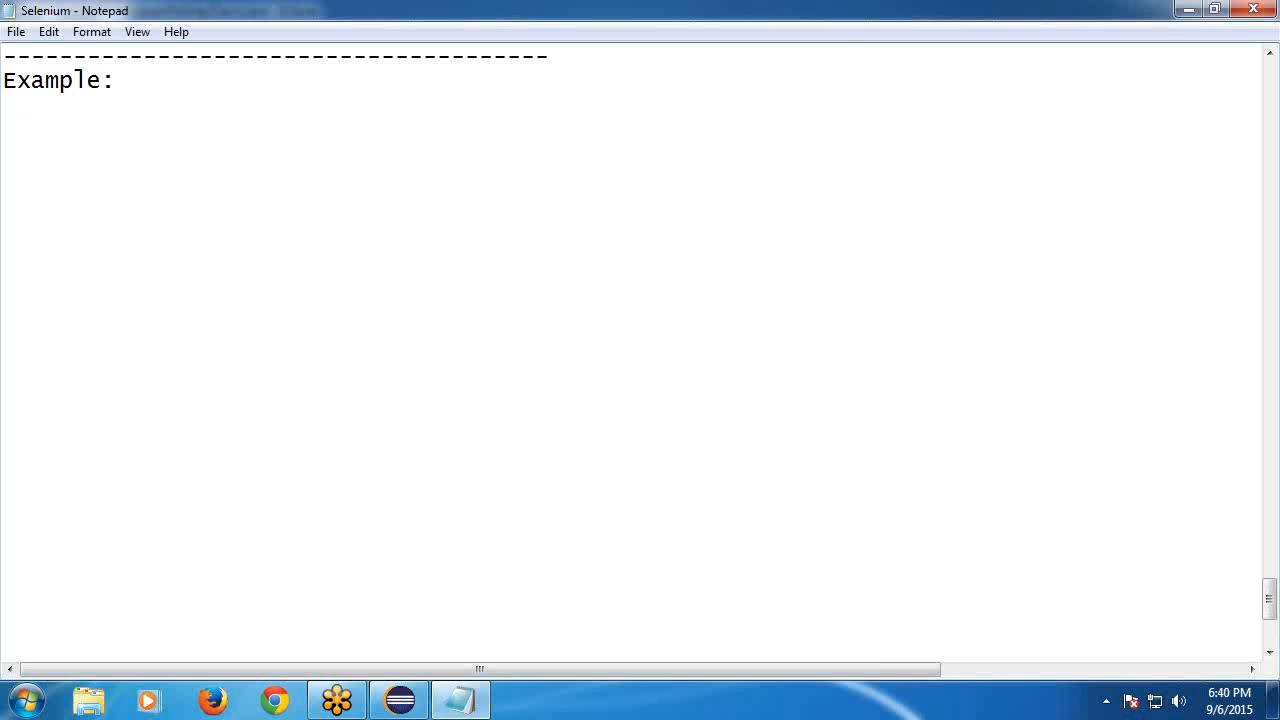 Selenium - Notepad
File Edit Format View Help
---------------------------------------
Example:
6:40 PM
9/6/2015